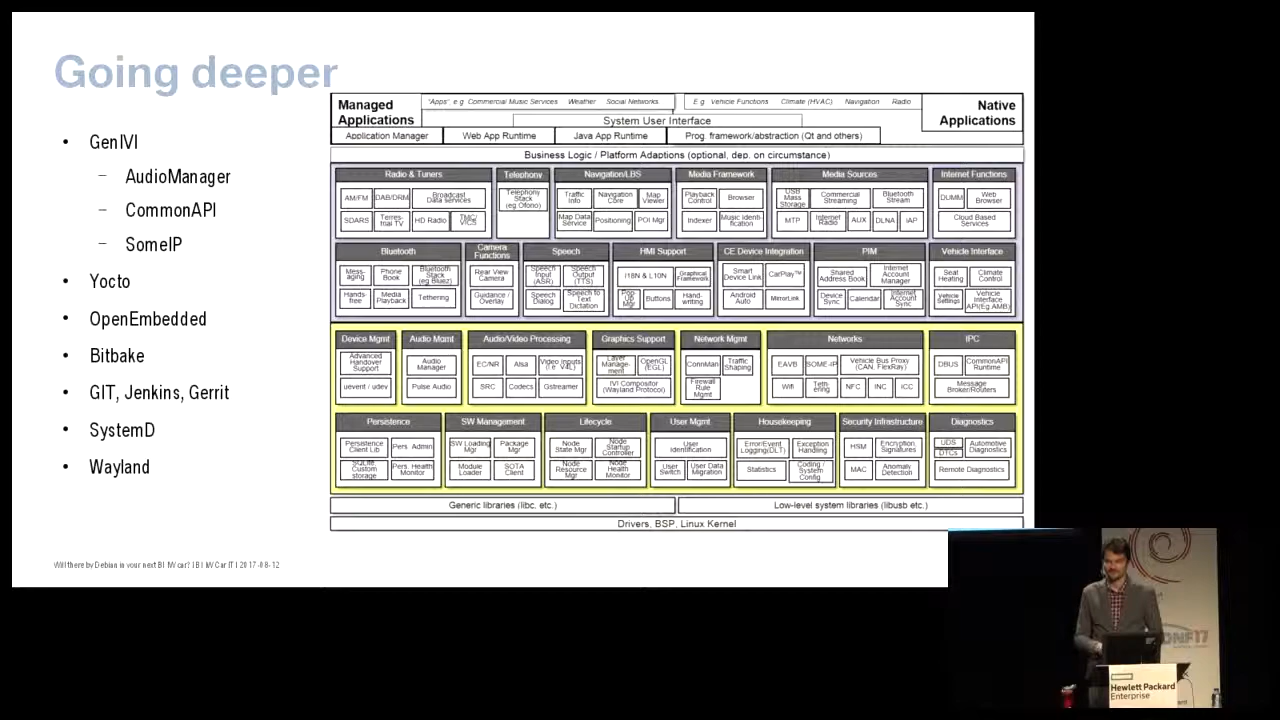 Going deeper
• GenIVI
– AudioManager
– CommonAPI
– SomeIP
• Yocto
• OpenEmbedded
• Bitbake
• GIT, Jenkins, Gerrit
• SystemD
• Wayland
Managed Applications
'Apps', e.g. Commercial Music Services Weather Social Networks
E.g Vehicle Functions Climate (HVAC) Navigation Radio
Native Applications
System User Interface
Application Manager
Web App Runtime
Java App Runtime
Prog. framework/abstraction (Qt and others)
Business Logic / Platform Adaptions (optional, dep. on circumstance)
Radio & Tuners
AM/FM
DAB/DRM
Broadcast Data services
SDARS
Terres-trial TV
HD Radio
TMC/VICS
Telephony
Telephony Stack (eg Ofono)
Navigation/LBS
Traffic Info
Navigation Core
Map Viewer
Map Data Service
Positioning
POI Mgr
Media Framework
Playback Control
Browser
Indexer
Music Identi-fication
Media Sources
USB Mass Storage
Commercial Streaming
Bluetooth Stream
MTP
Internet Radio
AUX
DLNA
iAP
Internet Functions
DUMM
Web Browser
Cloud Based Services
Bluetooth
Mess-aging
Phone Book
Bluetooth Stack (eg Bluez)
Hands-free
Media Playback
Tethering
Camera Functions
Rear View Camera
Guidance / Overlay
Speech
Speech Input (ASR)
Speech Output (TTS)
Speech Dialog
Speech to Text Dictation
HMI Support
I18N & L10N
Graphical Framework
Pop Up Mgr
Buttons
Hand-writing
CE Device Integration
Smart Device Link
CarPlay™
Android Auto
MirrorLink
PIM
Shared Address Book
Internet Account Manager
Device Sync
Calendar
Internet Account Sync
Vehicle Interface
Seat Heating
Climate Control
Vehicle Settings
Vehicle Interface API(Eg AMB)
Device Mgmt
Advanced Handover Support
uevent / udev
Audio Mgmt
Audio Manager
Pulse Audio
Audio/Video Processing
EC/NR
Alsa
Video Inputs (I.e. V4L)
SRC
Codecs
Gstreamer
Graphics Support
Layer Manage-ment
OpenGL (EGL)
IVI Compositor (Wayland Protocol)
Network Mgmt
ConnMan
Traffic Shaping
Firewall Rule Mgmt
Networks
EAVB
SOME-IP
Vehicle Bus Proxy (CAN, FlexRay)
Wifi
Teth-ering
NFC
INC
ICC
IPC
DBUS
CommonAPI Runtime
Message Broker/Routers
Persistence
Persistence Client Lib
Pers. Admin
SQLite Custom storage
Pers. Health Monitor
SW Management
SW Loading Mgr
Package Mgr
Module Loader
SOTA Client
Lifecycle
Node State Mgr
Node Startup Controller
Node Resource Mgr
Node Health Monitor
User Mgmt
User Identification
User Switch
User Data Migration
Housekeeping
Error/Event Logging(DLT)
Exception Handling
Statistics
Coding / System Config
Security Infrastructure
HSM
Encryption, Signatures
MAC
Anomaly Detection
Diagnostics
UDS
DTCs
Automotive Diagnostics
Remote Diagnostics
Generic libraries (libc. etc.)
Low-level system libraries (libusb etc.)
Drivers, BSP, Linux Kernel
Will there by Debian in your next BMW car? | BMW Car IT | 2017-08-12
ONF17
Hewlett Packard
Enterprise